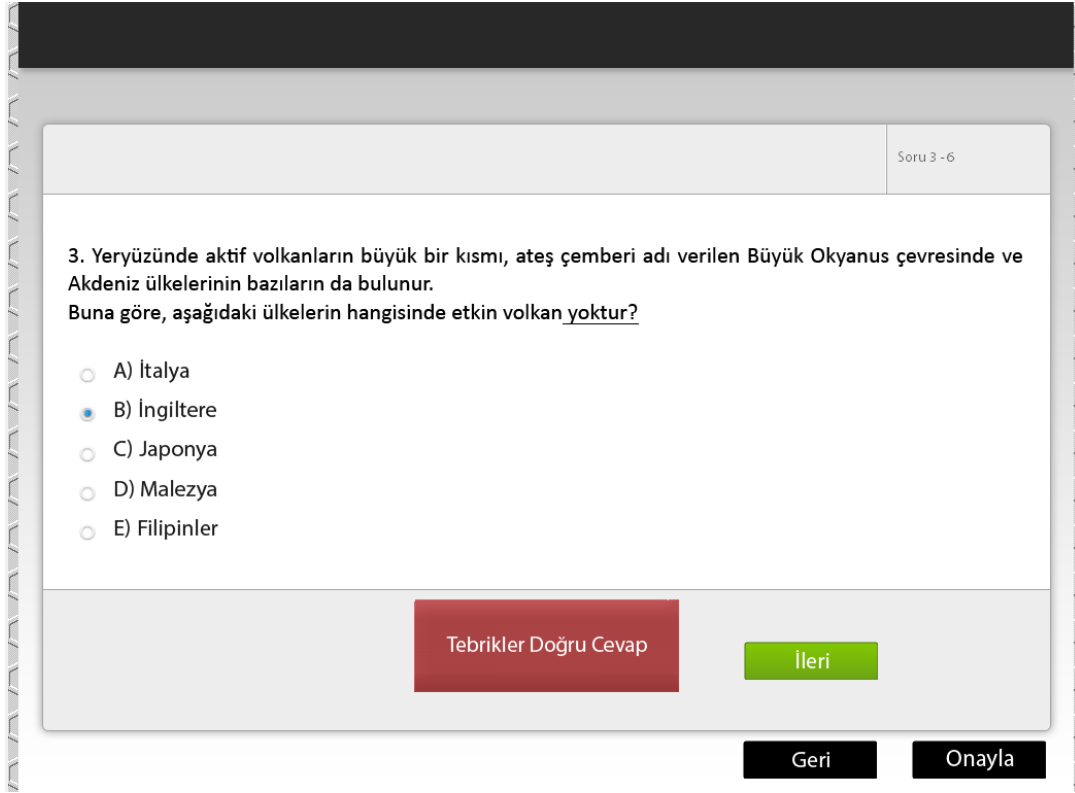 Soru 3 - 6
3. Yeryüzünde aktif volkanların büyük bir kısmı, ateş çemberi adı verilen Büyük Okyanus çevresinde ve
Akdeniz ülkelerinin bazıların da bulunur.
Buna göre, aşağıdaki ülkelerin hangisinde etkin volkan yoktur?
A) İtalya
B) İngiltere
C) Japonya
D) Malezya
E) Filipinler
Tebrikler Doğru Cevap
İleri
Geri
Onayla